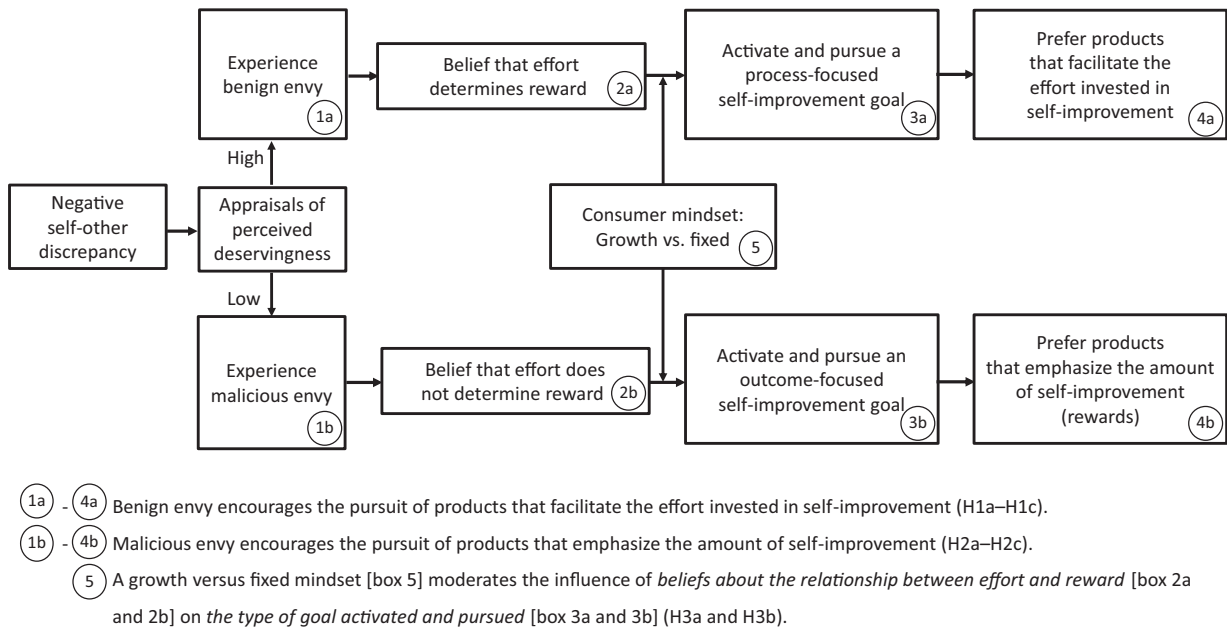 Experience
benign envy
1a
Belief that effort
determines reward
2a
Activate and pursue a
process-focused
self-improvement goal
3a
Prefer products
that facilitate the
effort invested in
self-improvement
4a
High
Negative
self-other
discrepancy
Appraisals of
perceived
deservingness
Consumer mindset:
Growth vs. fixed
5
Low
Experience
malicious envy
1b
Belief that effort does
not determine reward
2b
Activate and pursue an
outcome-focused
self-improvement goal
3b
Prefer products
that emphasize the amount
of self-improvement
(rewards)
4b
1a - 4a Benign envy encourages the pursuit of products that facilitate the effort invested in self-improvement (H1a–H1c).
1b - 4b Malicious envy encourages the pursuit of products that emphasize the amount of self-improvement (H2a–H2c).
5 A growth versus fixed mindset [box 5] moderates the influence of beliefs about the relationship between effort and reward [box 2a
and 2b] on the type of goal activated and pursued [box 3a and 3b] (H3a and H3b).